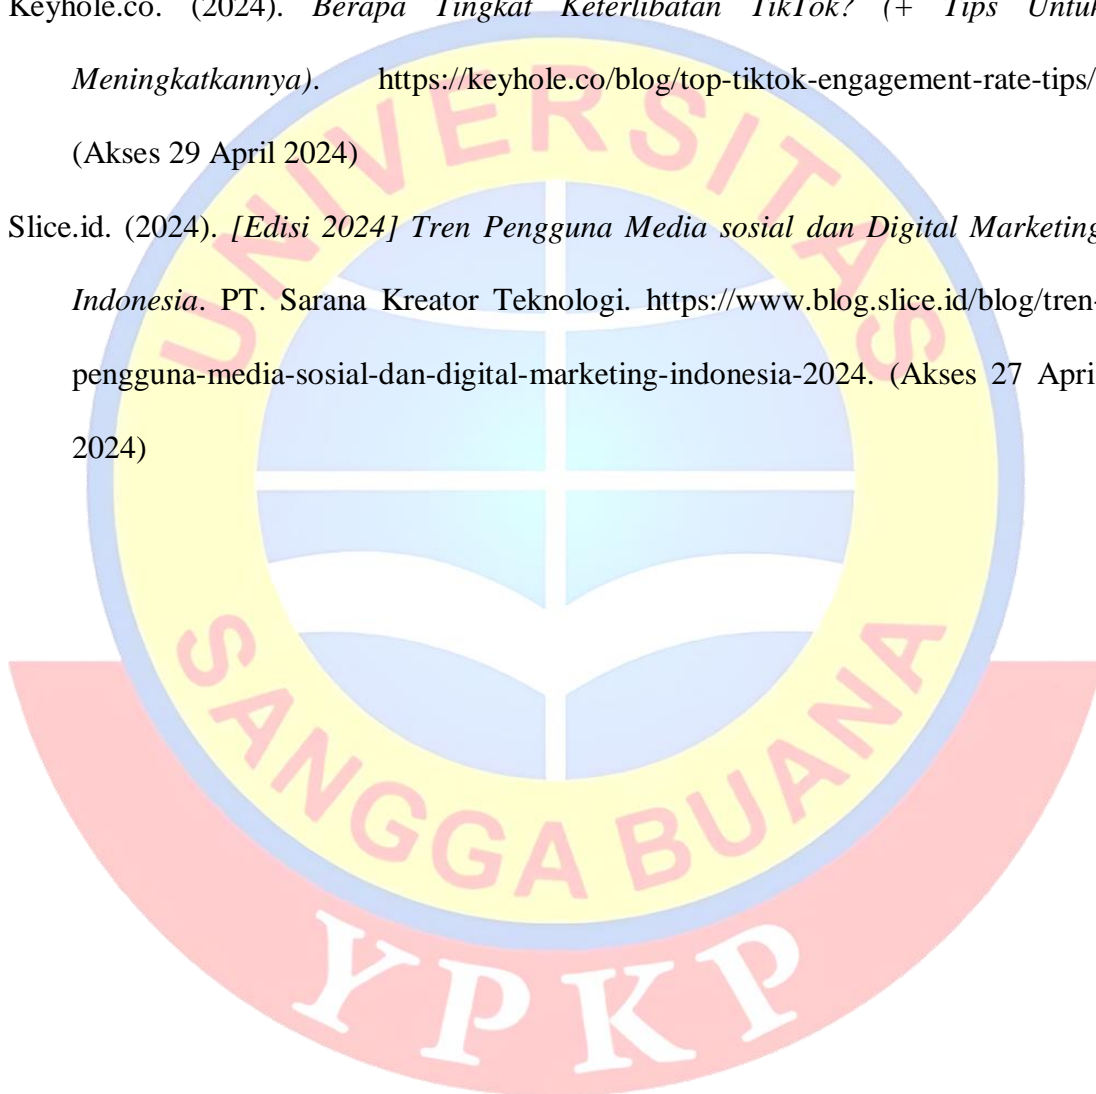 Keyhole.co. (2024). Berapa Tingkat Keterlibatan TikTok? (+ Tips Untuk
Meningkatkannya). https://keyhole.co/blog/top-tiktok-engagement-rate-tips/
(Akses 29 April 2024)
Slice.id. (2024). [Edisi 2024] Tren Pengguna Media sosial dan Digital Marketing
Indonesia. PT. Sarana Kreator Teknologi. https://www.blog.slice.id/blog/tren-
pengguna-media-sosial-dan-digital-marketing-indonesia-2024. (Akses 27 April
2024)
UNIVERSITAS
SANGGA BUANA
YPKP